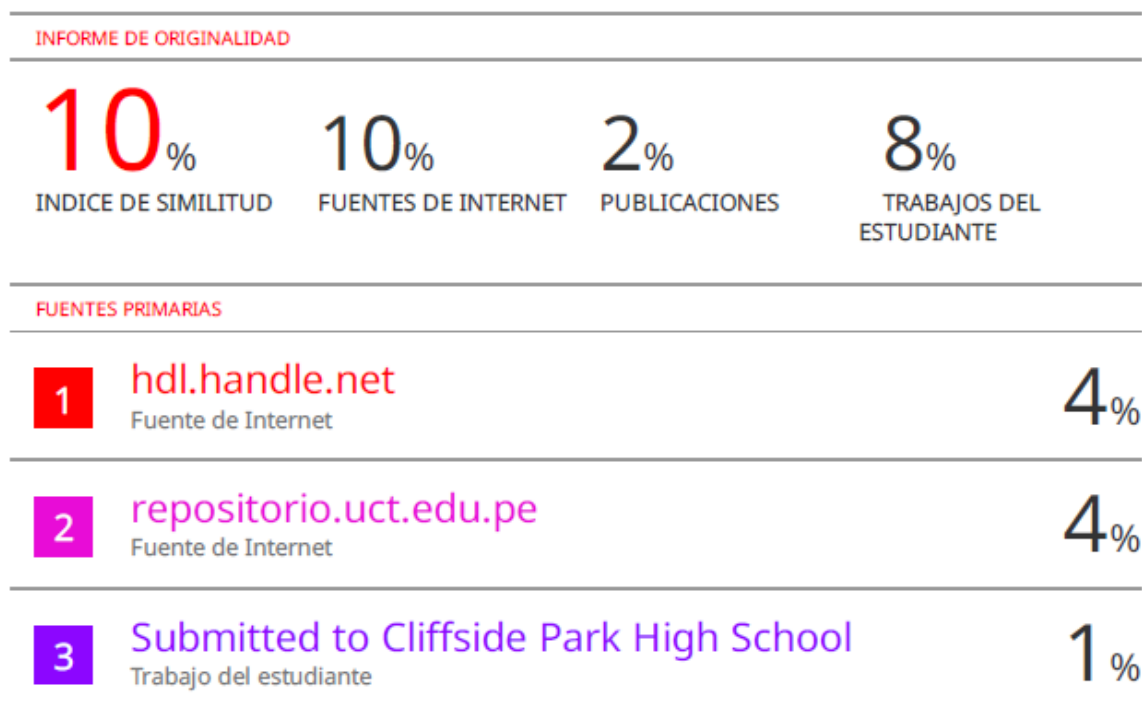 INFORME DE ORIGINALIDAD
10%
10%
2%
8%
INDICE DE SIMILITUD
FUENTES DE INTERNET
PUBLICACIONES
TRABAJOS DEL
ESTUDIANTE
FUENTES PRIMARIAS
1
hdl.handle.net
Fuente de Internet
4%
2
repositorio.uct.edu.pe
Fuente de Internet
4%
3
Submitted to Cliffside Park High School
Trabajo del estudiante
1%